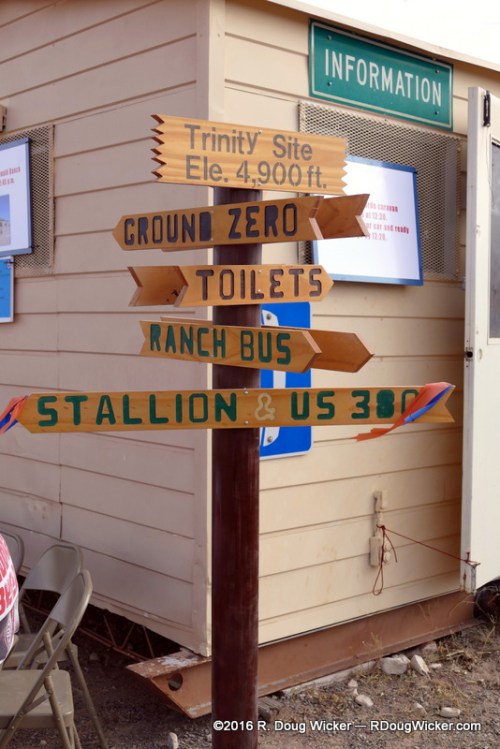 INFORMATION
Trinity Site
Ele. 4,900 ft.
GROUND ZERO
TOILETS
RANCH BUS
STALLION & US 380
©2016 R. Doug Wicker — RDougWicker.com